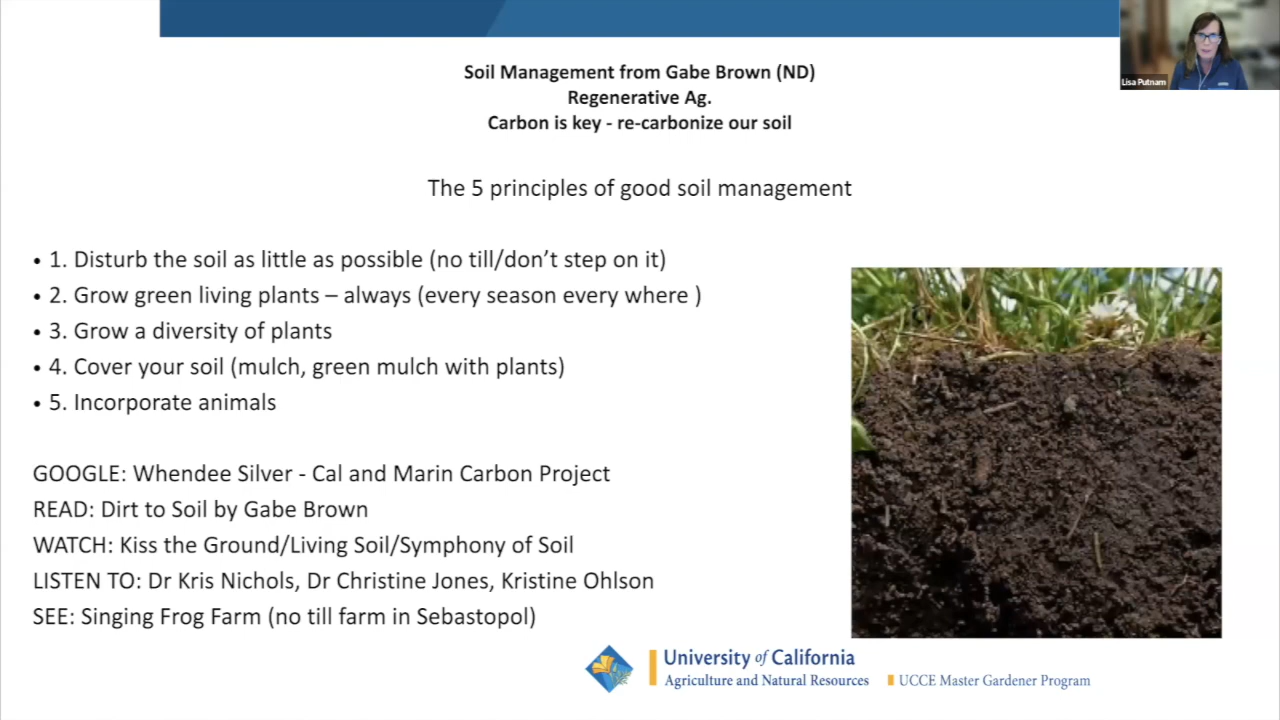 Lisa Putnam
Soil Management from Gabe Brown (ND)
Regenerative Ag.
Carbon is key - re-carbonize our soil
The 5 principles of good soil management
• 1. Disturb the soil as little as possible (no till/don't step on it)
• 2. Grow green living plants – always (every season every where )
• 3. Grow a diversity of plants
• 4. Cover your soil (mulch, green mulch with plants)
• 5. Incorporate animals
GOOGLE: Whendee Silver - Cal and Marin Carbon Project
READ: Dirt to Soil by Gabe Brown
WATCH: Kiss the Ground/Living Soil/Symphony of Soil
LISTEN TO: Dr Kris Nichols, Dr Christine Jones, Kristine Ohlson
SEE: Singing Frog Farm (no till farm in Sebastopol)
University of California
Agriculture and Natural Resources
UCCE Master Gardener Program